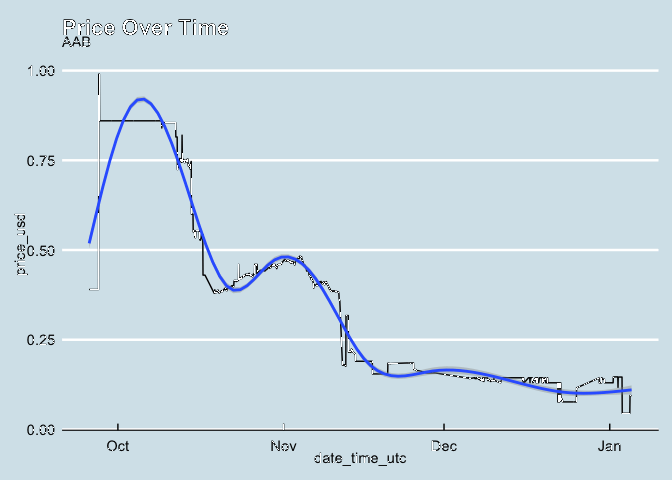 Price Over Time
AAB
1.00
0.75
0.50
0.25
0.00
price_usd
Oct
Nov
Dec
Jan
date_time_utc